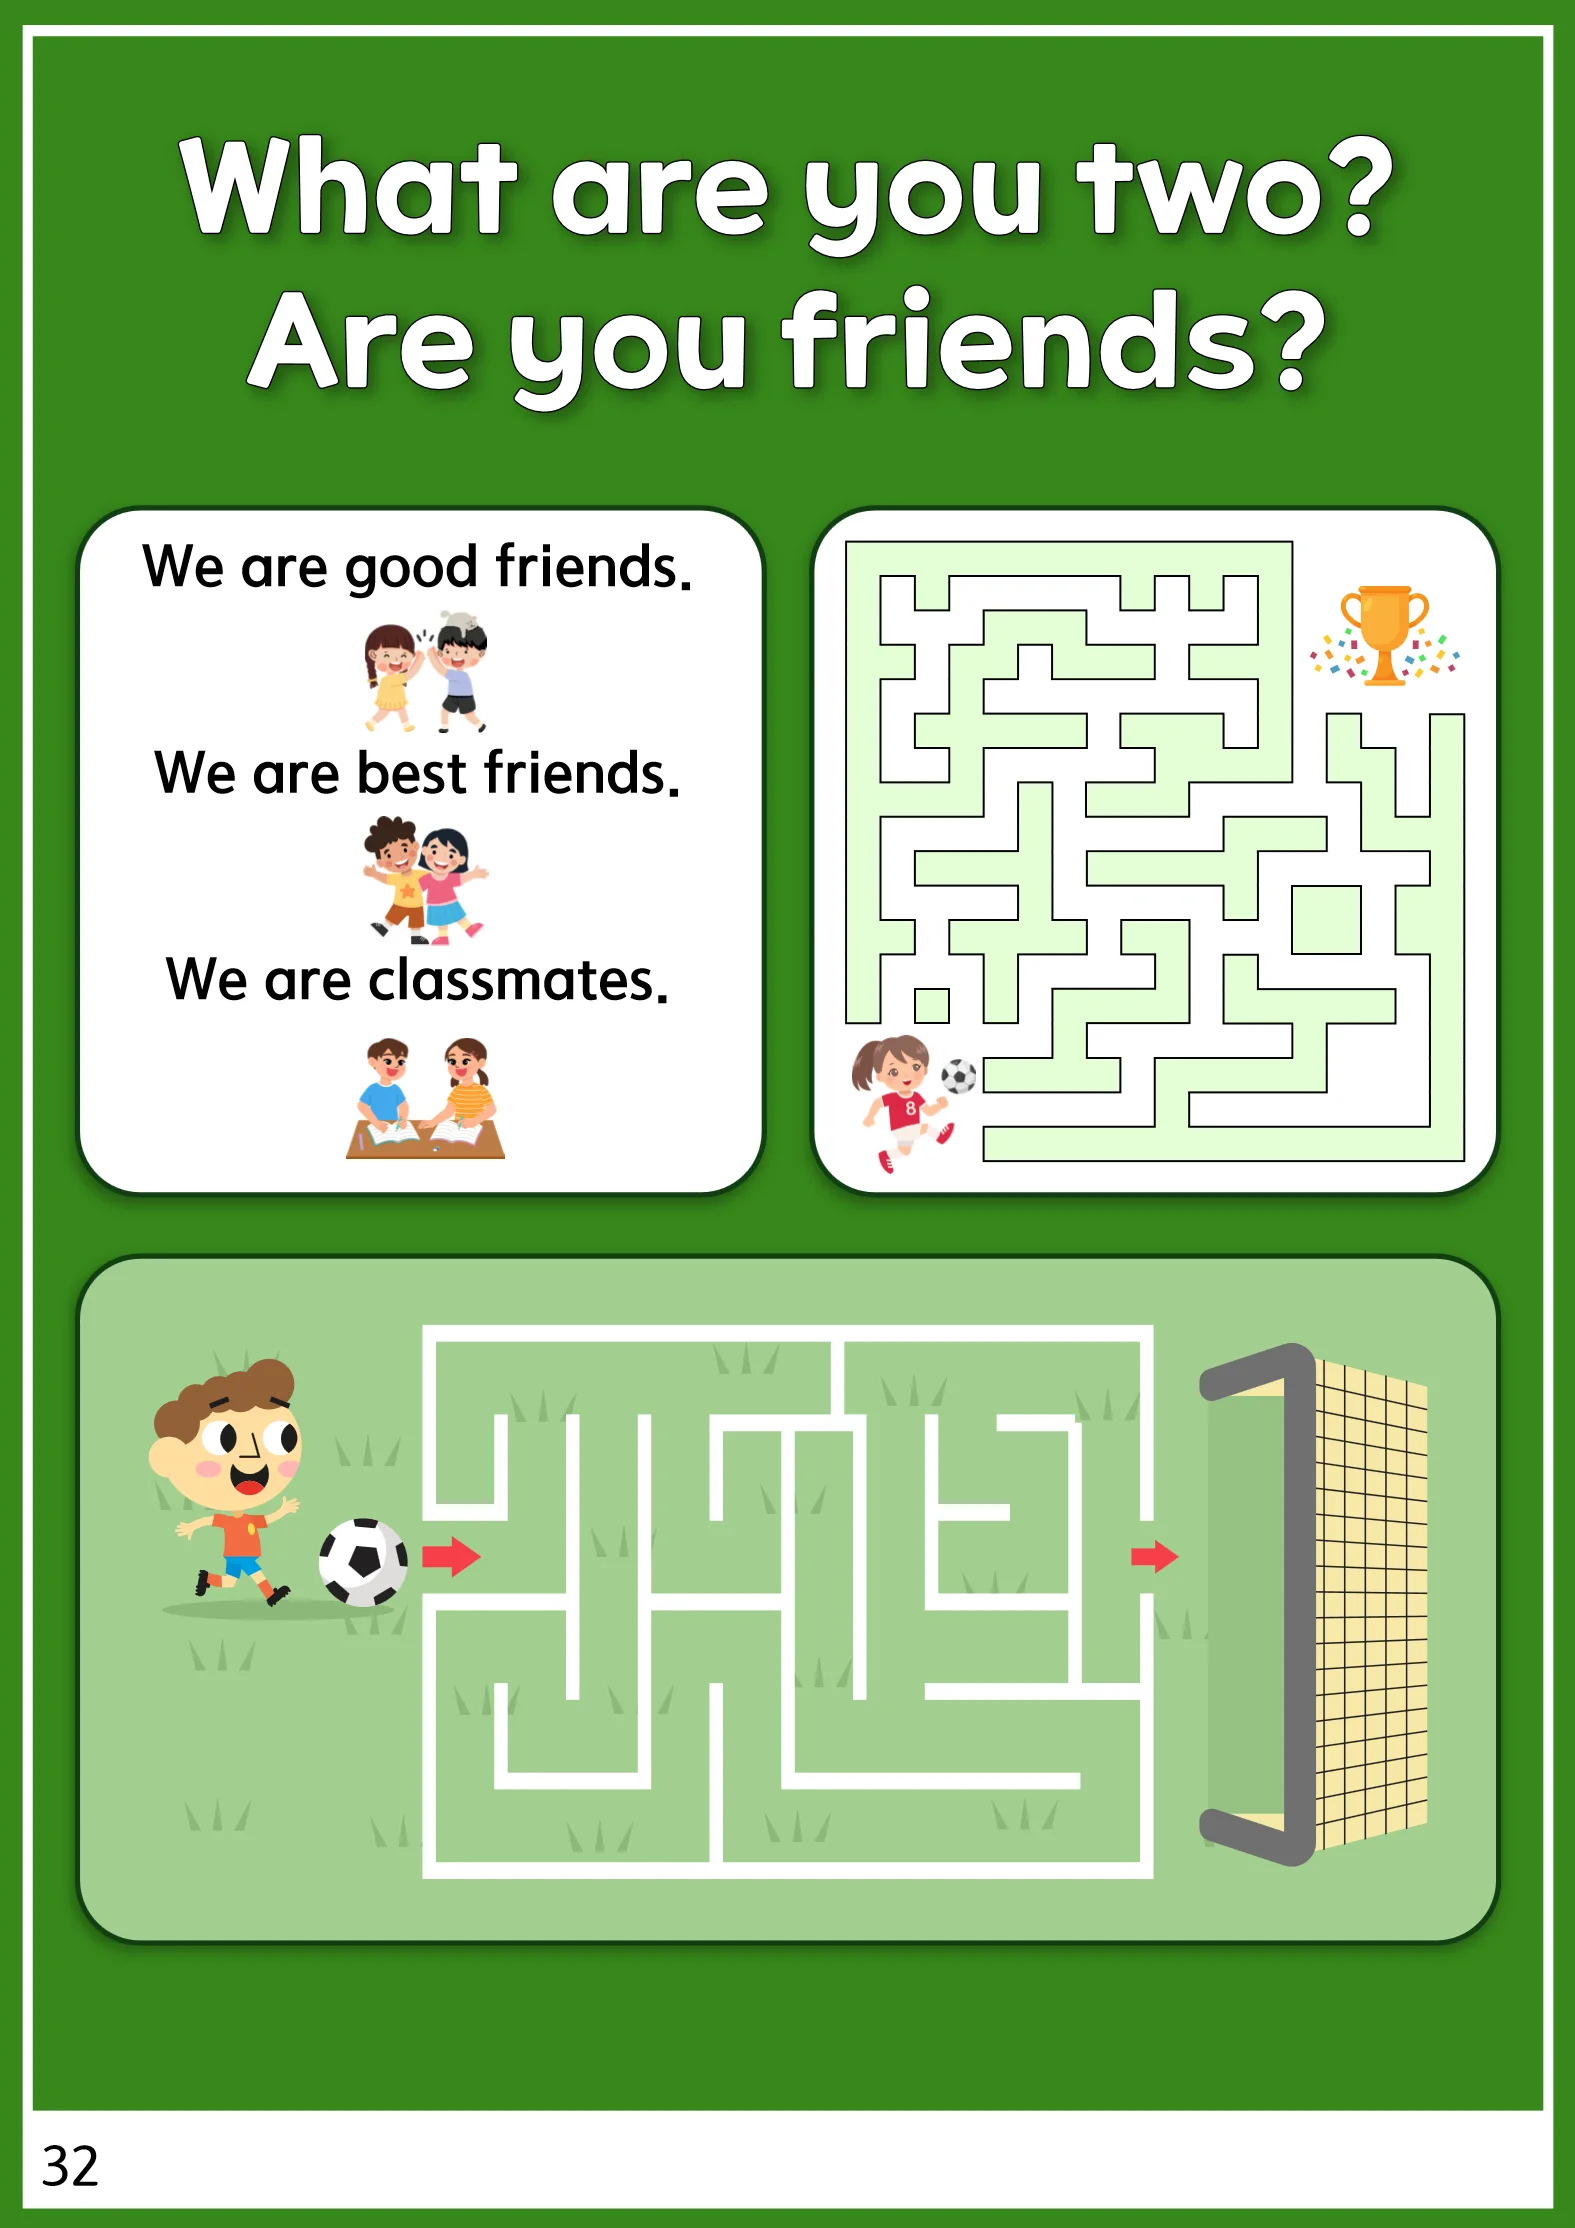 What are you two?
Are you friends?
We are good friends.
We are best friends.
We are classmates.
8
32